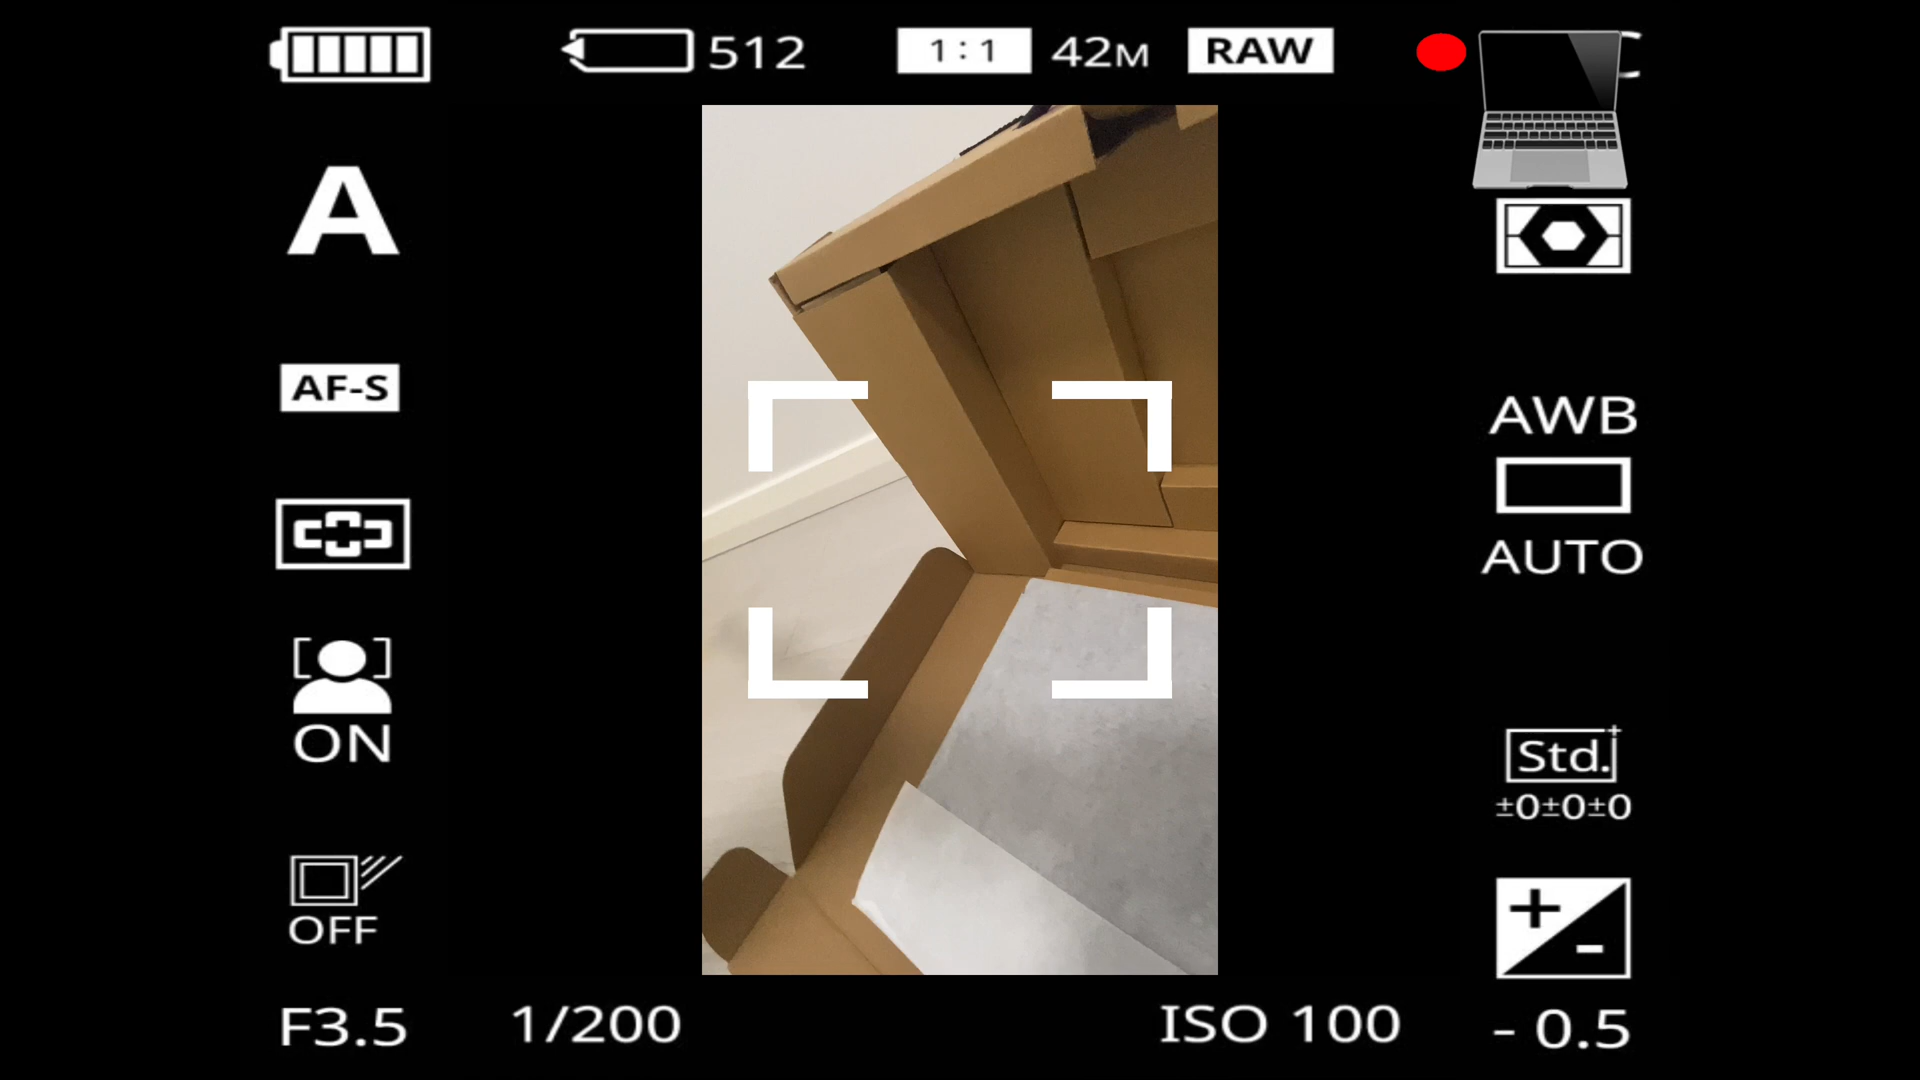 512 1:1 42M RAW
A
AF-S
AWB
AUTO
ON
Std.+
±0±0±0
OFF
F3.5 1/200 ISO 100 - 0.5